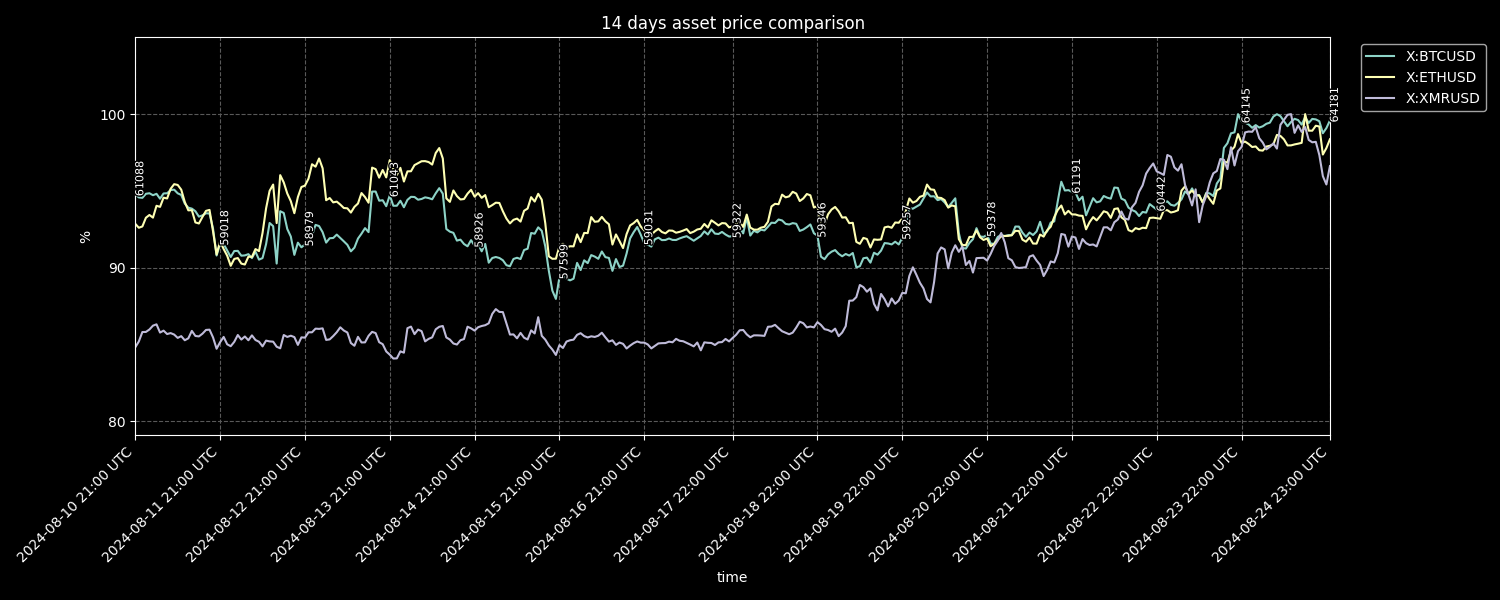 14 days asset price comparison
X:BTCUSD
X:ETHUSD
X:XMRUSD
%
100
90
80
61088
59018
58979
61043
58926
57599
59031
59322
59346
59257
59378
61191
60442
64145
64181
2024-08-10 21:00 UTC
2024-08-11 21:00 UTC
2024-08-12 21:00 UTC
2024-08-13 21:00 UTC
2024-08-14 21:00 UTC
2024-08-15 21:00 UTC
2024-08-16 21:00 UTC
2024-08-17 22:00 UTC
2024-08-18 22:00 UTC
2024-08-19 22:00 UTC
2024-08-20 22:00 UTC
2024-08-21 22:00 UTC
2024-08-22 22:00 UTC
2024-08-23 22:00 UTC
2024-08-24 23:00 UTC
time